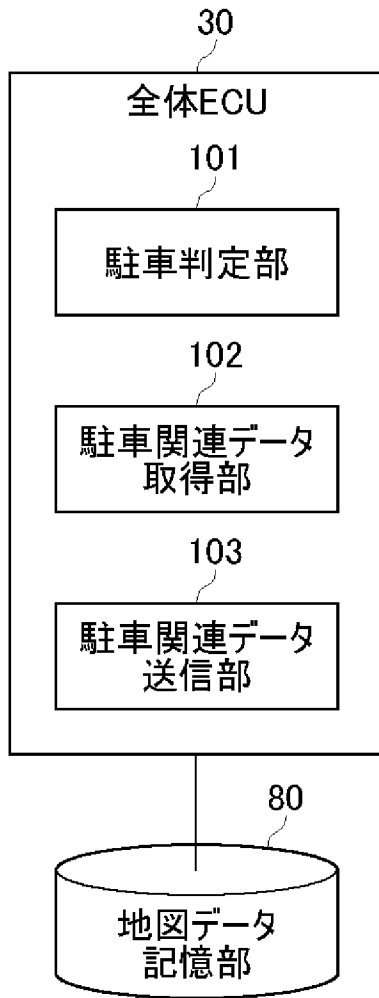 30
全体ECU
101
駐車判定部
102
駐車関連データ
取得部
103
駐車関連データ
送信部
80
地図データ
記憶部